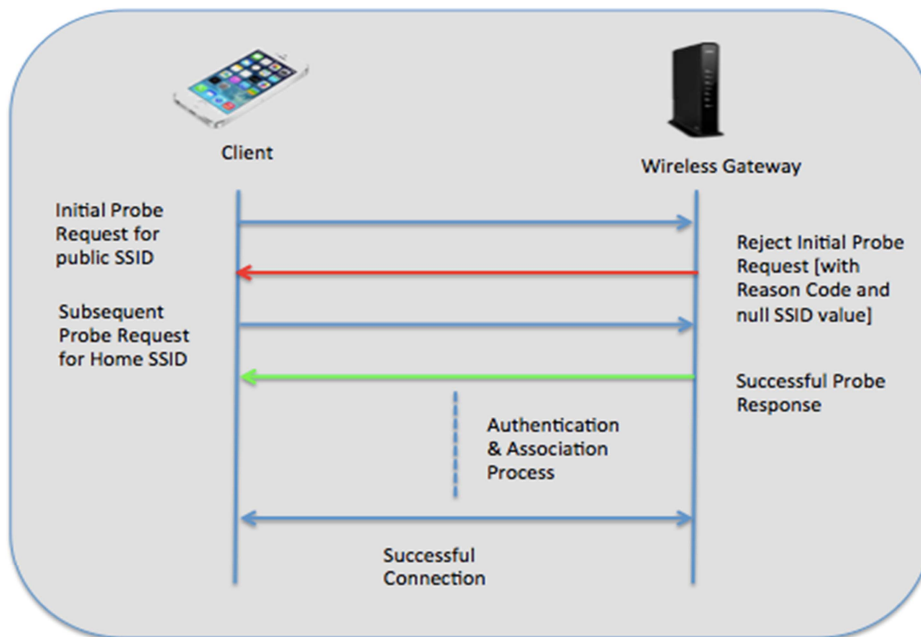 Client
Wireless Gateway
Initial Probe
Request for
public SSID
Reject Initial Probe
Request [with
Reason Code and
null SSID value]
Subsequent
Probe Request
for Home SSID
Successful Probe
Response
Authentication
& Association
Process
Successful
Connection